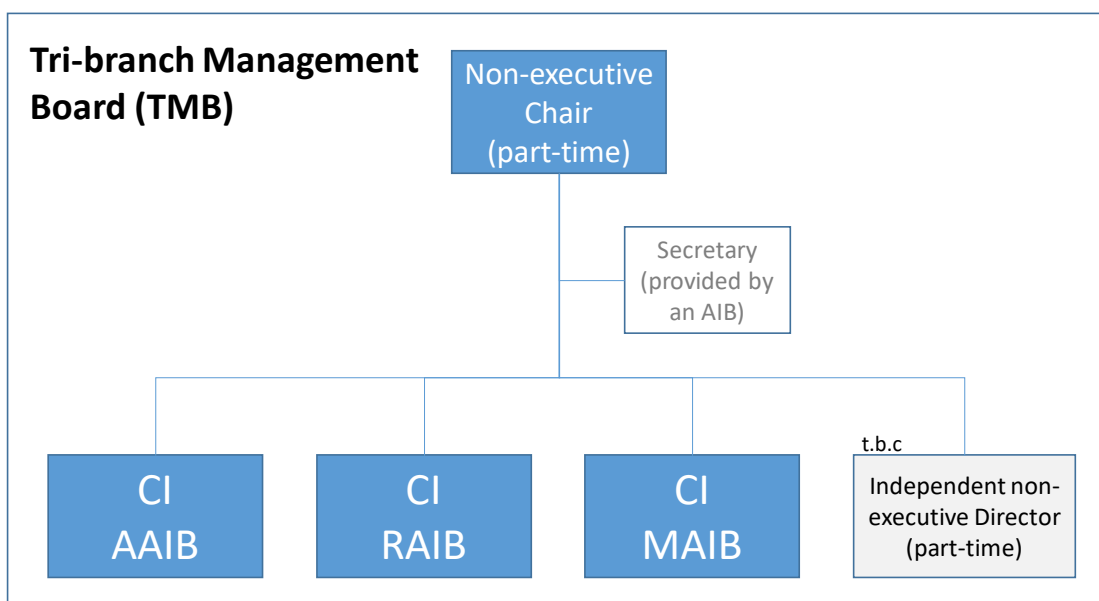 Tri-branch Management
Board (TMB)
Non-executive
Chair
(part-time)
Secretary
(provided by
an AIB)
CI
AAIB
CI
RAIB
CI
MAIB
t.b.c
Independent non-
executive Director
(part-time)